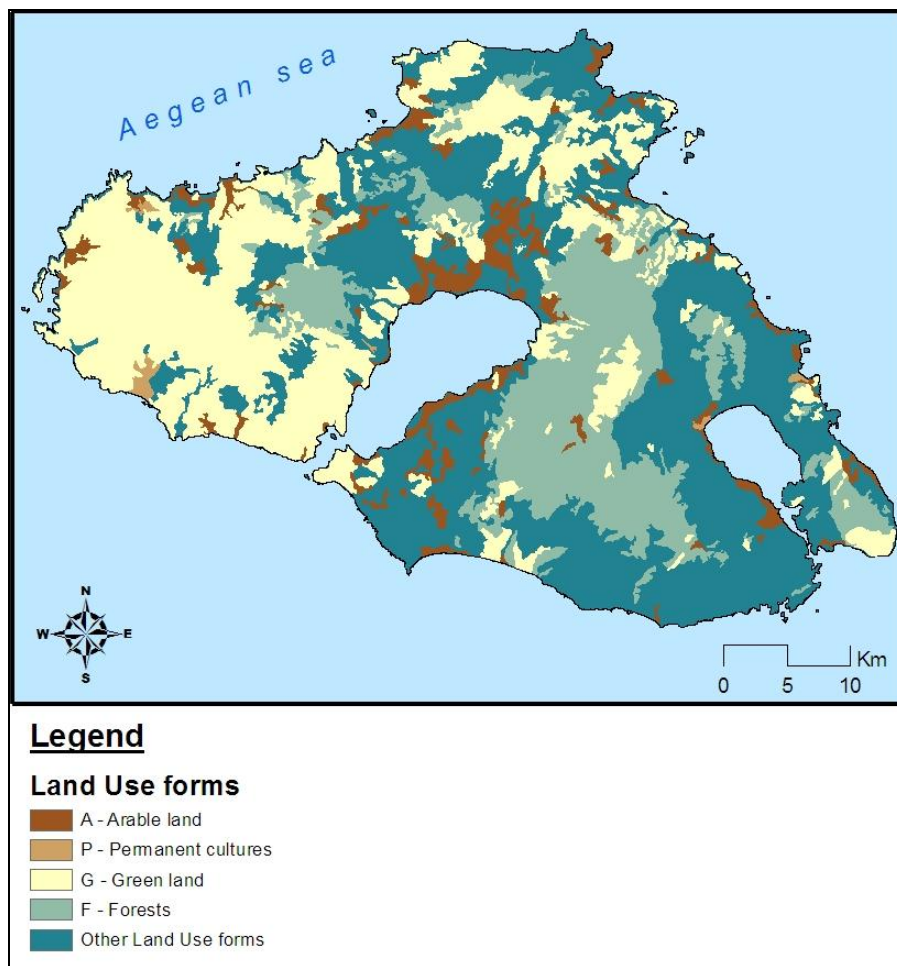 Aegean sea
N
W E
S
Km
0 5 10
Legend
Land Use forms
A - Arable land
P - Permanent cultures
G - Green land
F - Forests
Other Land Use forms